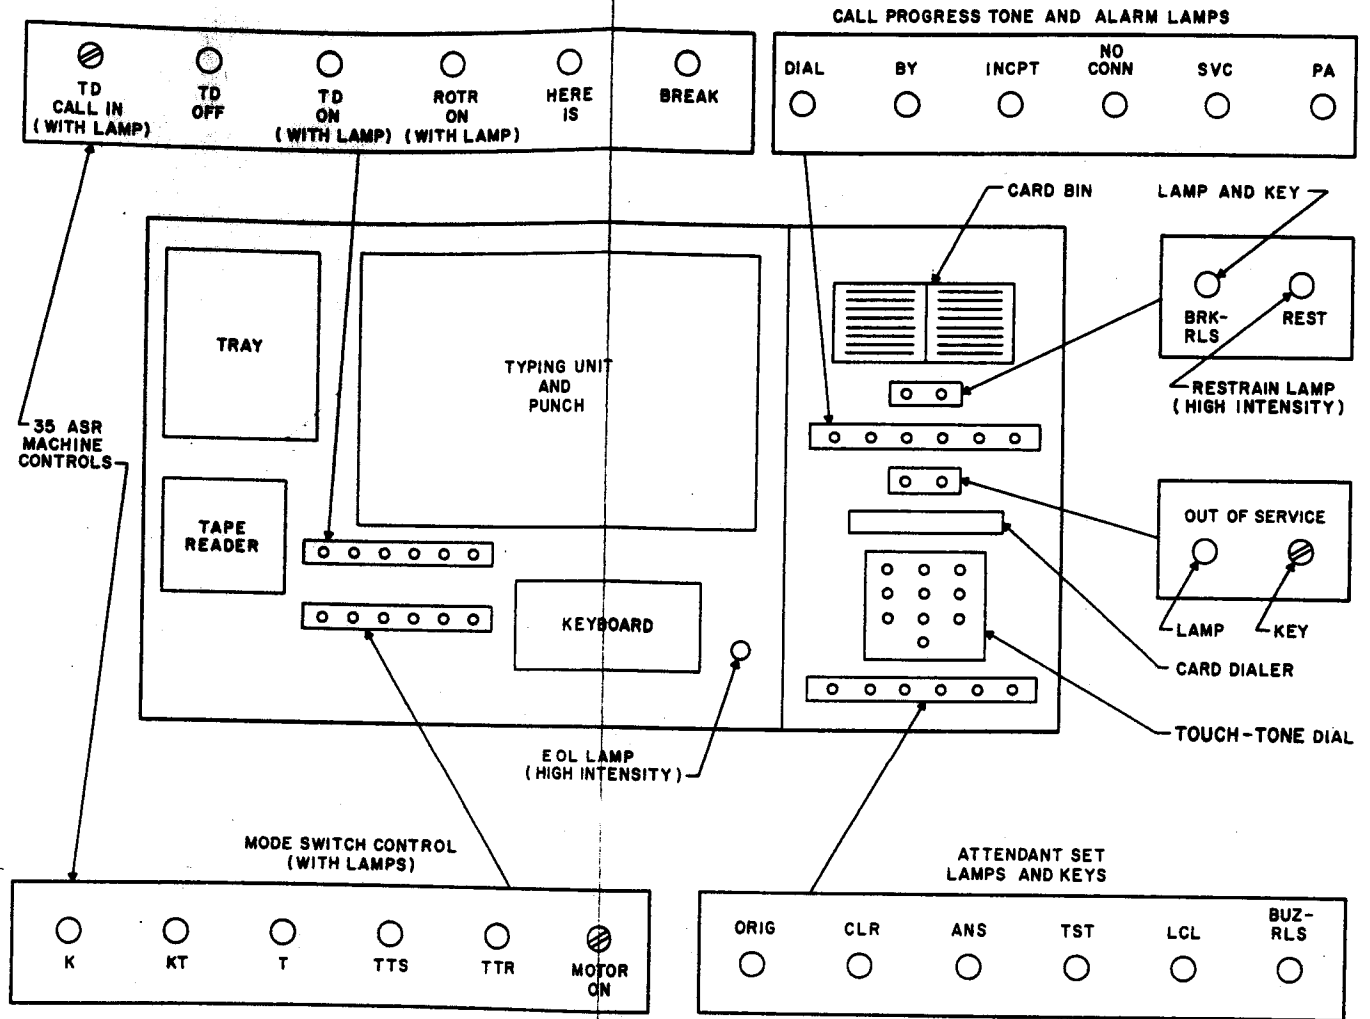 CALL PROGRESS TONE AND ALARM LAMPS
TD
CALL IN
(WITH LAMP)
TD
OFF
TD
ON
(WITH LAMP)
ROTR
ON
(WITH LAMP)
HERE
IS
BREAK
DIAL
BY
INCPT
NO
CONN
SVC
PA
CARD BIN
LAMP AND KEY
BRK-
RLS
REST
RESTRAIN LAMP
(HIGH INTENSITY)
TRAY
TYPING UNIT
AND
PUNCH
35 ASR
MACHINE
CONTROLS
TAPE
READER
KEYBOARD
OUT OF SERVICE
LAMP
KEY
CARD DIALER
TOUCH-TONE DIAL
EOL LAMP
(HIGH INTENSITY)
MODE SWITCH CONTROL
(WITH LAMPS)
K
KT
T
TTS
TTR
MOTOR
ON
ATTENDANT SET
LAMPS AND KEYS
ORIG
CLR
ANS
TST
LCL
BUZ-
RLS